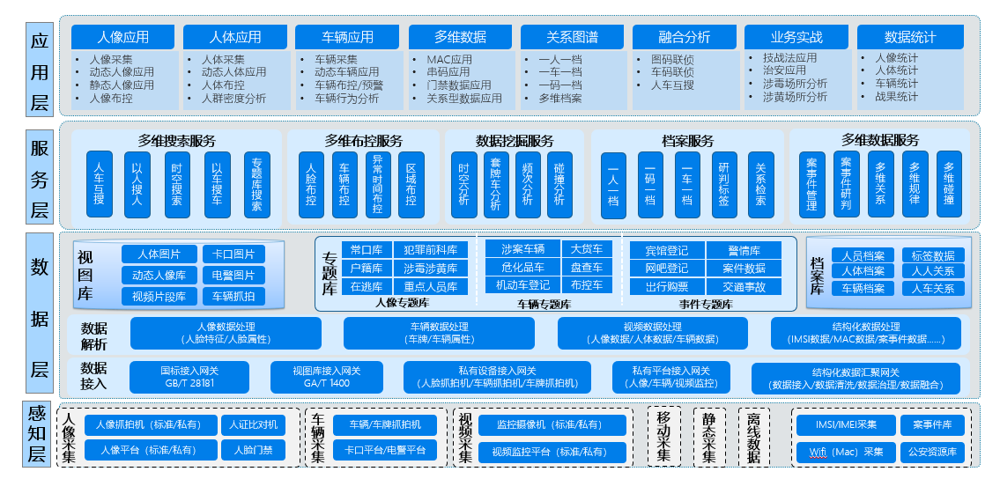 应用层
人像应用
人像采集
动态人像应用
静态人像应用
人像布控
人体应用
人体采集
动态人体应用
人体布控
人群密度分析
车辆应用
车辆采集
动态车辆应用
车辆布控/预警
车辆行为分析
多维数据
MAC应用
串码应用
门禁数据应用
关系型数据应用
关系图谱
一人一档
一车一档
一码一档
多维档案
融合分析
图码联侦
车码联侦
人车互搜
业务实战
技战法应用
治安应用
涉毒场所分析
涉黄场所分析
数据统计
人像统计
人体统计
车辆统计
战果统计
服务层
多维搜索服务
人车互搜
以人搜人
时空搜索
以车搜车
专题库搜索
多维布控服务
人脸布控
车辆布控
异常时间布控
区域布控
数据挖掘服务
时空分析
套牌车分析
频次分析
碰撞分析
档案服务
一人一档
一码一档
一车一档
研判标签
关系检索
多维数据服务
案事件管理
案事件研判
多维关系
多维规律
多维碰撞
数据层
视图库
人体图片
卡口图片
动态人像库
电警图片
视频片段库
车辆抓拍
专题库
常口库
犯罪前科库
户籍库
涉毒涉黄库
在逃库
重点人员库
人像专题库
涉案车辆
大货车
危化品车
盘查车
机动车登记
布控车
车辆专题库
宾馆登记
警情库
网吧登记
案件数据
出行购票
交通事故
事件专题库
档案库
人员档案
标签数据
人体档案
人人关系
车辆档案
人车关系
数据
解析
人像数据处理
(人脸特征/人脸属性)
车辆数据处理
(车牌/车辆属性)
视频数据处理
(人像数据/人体数据/车辆数据)
结构化数据处理
(IMSI数据/MAC数据/案事件数据......)
数据
接入
国标接入网关
GB/T 28181
视图库接入网关
GA/T 1400
私有设备接入网关
(人脸抓拍机/车辆抓拍机/车牌抓拍机)
私有平台接入网关
(人像/车辆/视频监控)
结构化数据汇聚网关
(数据接入/数据清洗/数据治理/数据融合)
感知层
人像采集
人像抓拍机（标准/私有）
人证比对机
人像平台（标准/私有）
人脸门禁
车辆采集
车辆/车牌抓拍机
卡口平台/电警平台
视频采集
监控摄像机（标准/私有）
视频监控平台（标准/私有）
移动采集
静态采集
离线数据
IMSI/IMEI采集
案事件库
Wifi（Mac）采集
公安资源库